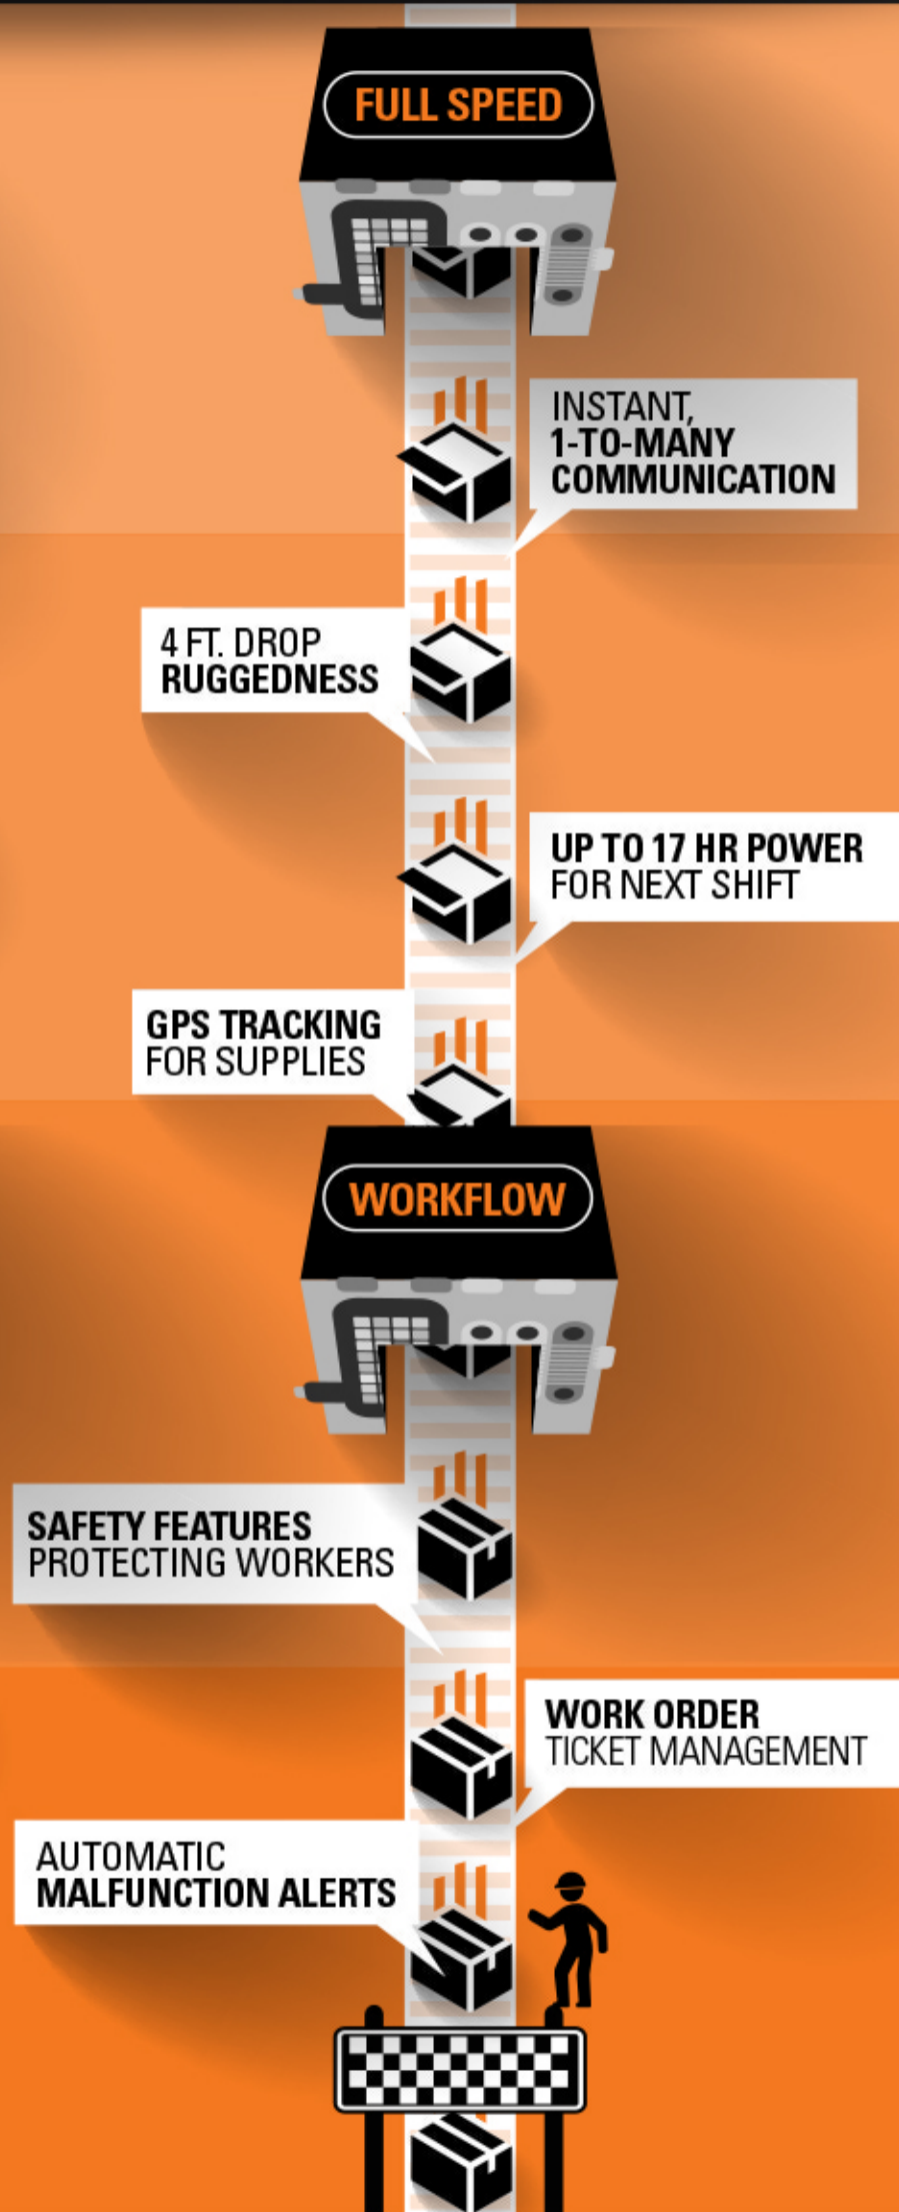 FULL SPEED
INSTANT,
1-TO-MANY
COMMUNICATION
4 FT. DROP
RUGGEDNESS
UP TO 17 HR POWER
FOR NEXT SHIFT
GPS TRACKING
FOR SUPPLIES
WORKFLOW
SAFETY FEATURES
PROTECTING WORKERS
WORK ORDER
TICKET MANAGEMENT
AUTOMATIC
MALFUNCTION ALERTS